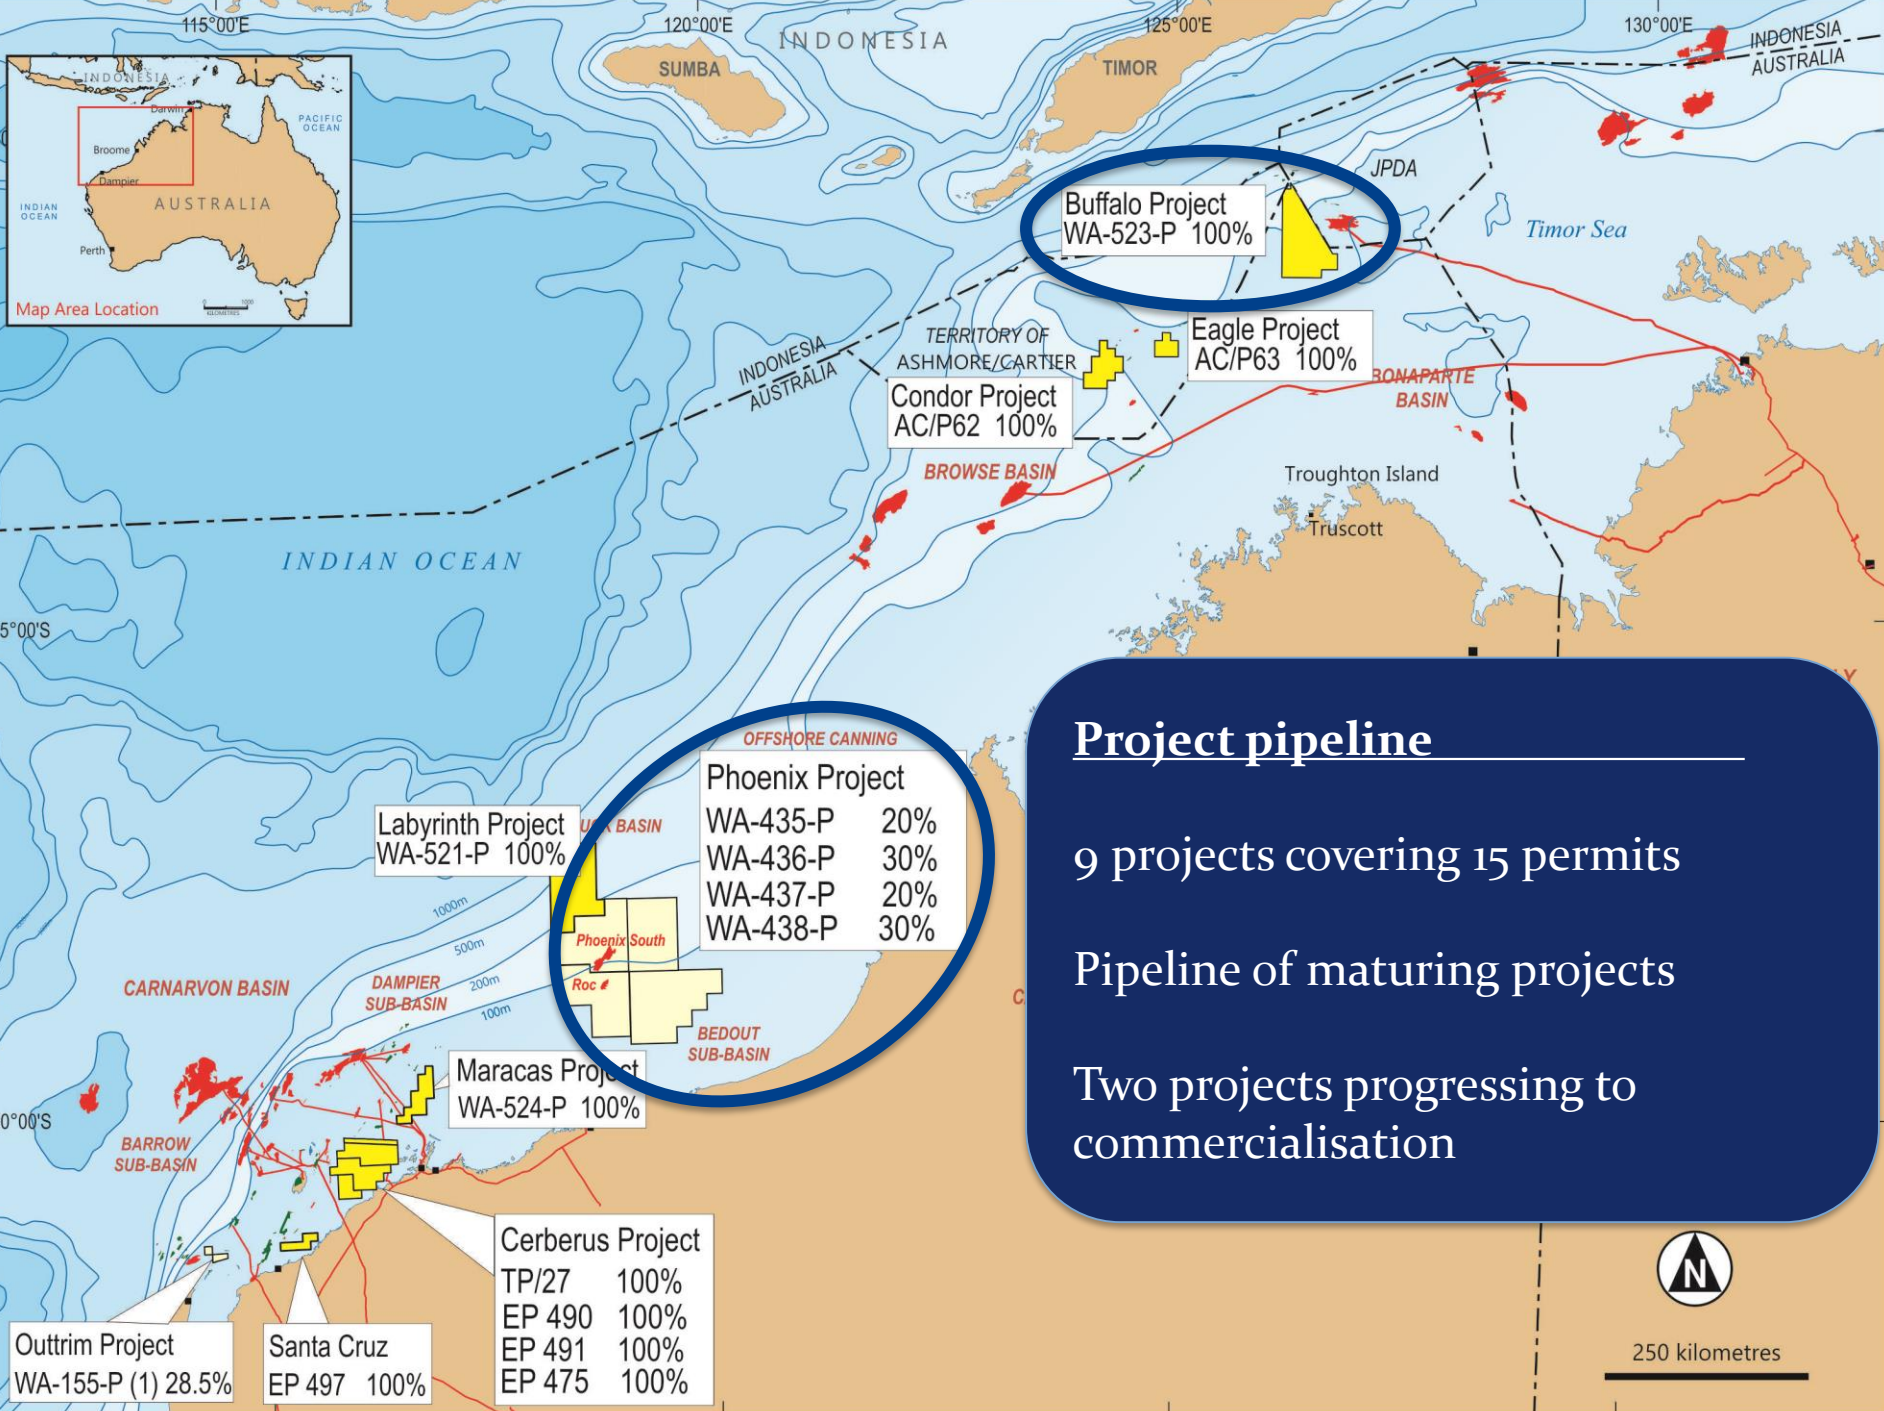 115°00'E
120°00'E
125°00'E
130°00'E
INDONESIA
INDONESIA
AUSTRALIA
SUMBA
TIMOR
INDONESIA
Darwin
PACIFIC
OCEAN
Broome
Dampier
INDIAN
OCEAN
AUSTRALIA
Perth
Map Area Location
0 1000
KILOMETRES
JPDA
Buffalo Project
WA-523-P 100%
Timor Sea
Eagle Project
AC/P63 100%
TERRITORY OF
ASHMORE/CARTIER
INDONESIA
AUSTRALIA
Condor Project
AC/P62 100%
BONAPARTE
BASIN
BROWSE BASIN
Troughton Island
Truscott
INDIAN OCEAN
5°00'S
OFFSHORE CANNING
Phoenix Project
WA-435-P 20%
WA-436-P 30%
WA-437-P 20%
WA-438-P 30%
Labyrinth Project
WA-521-P 100%
BASIN
1000m
500m
200m
100m
Phoenix South
Roc
CARNARVON BASIN
DAMPIER
SUB-BASIN
BEDOUT
SUB-BASIN
Maracas Project
WA-524-P 100%
0°00'S
BARROW
SUB-BASIN
Cerberus Project
TP/27 100%
EP 490 100%
EP 491 100%
EP 475 100%
Outtrim Project
WA-155-P (1) 28.5%
Santa Cruz
EP 497 100%
Project pipeline
9 projects covering 15 permits
Pipeline of maturing projects
Two projects progressing to
commercialisation
N
250 kilometres